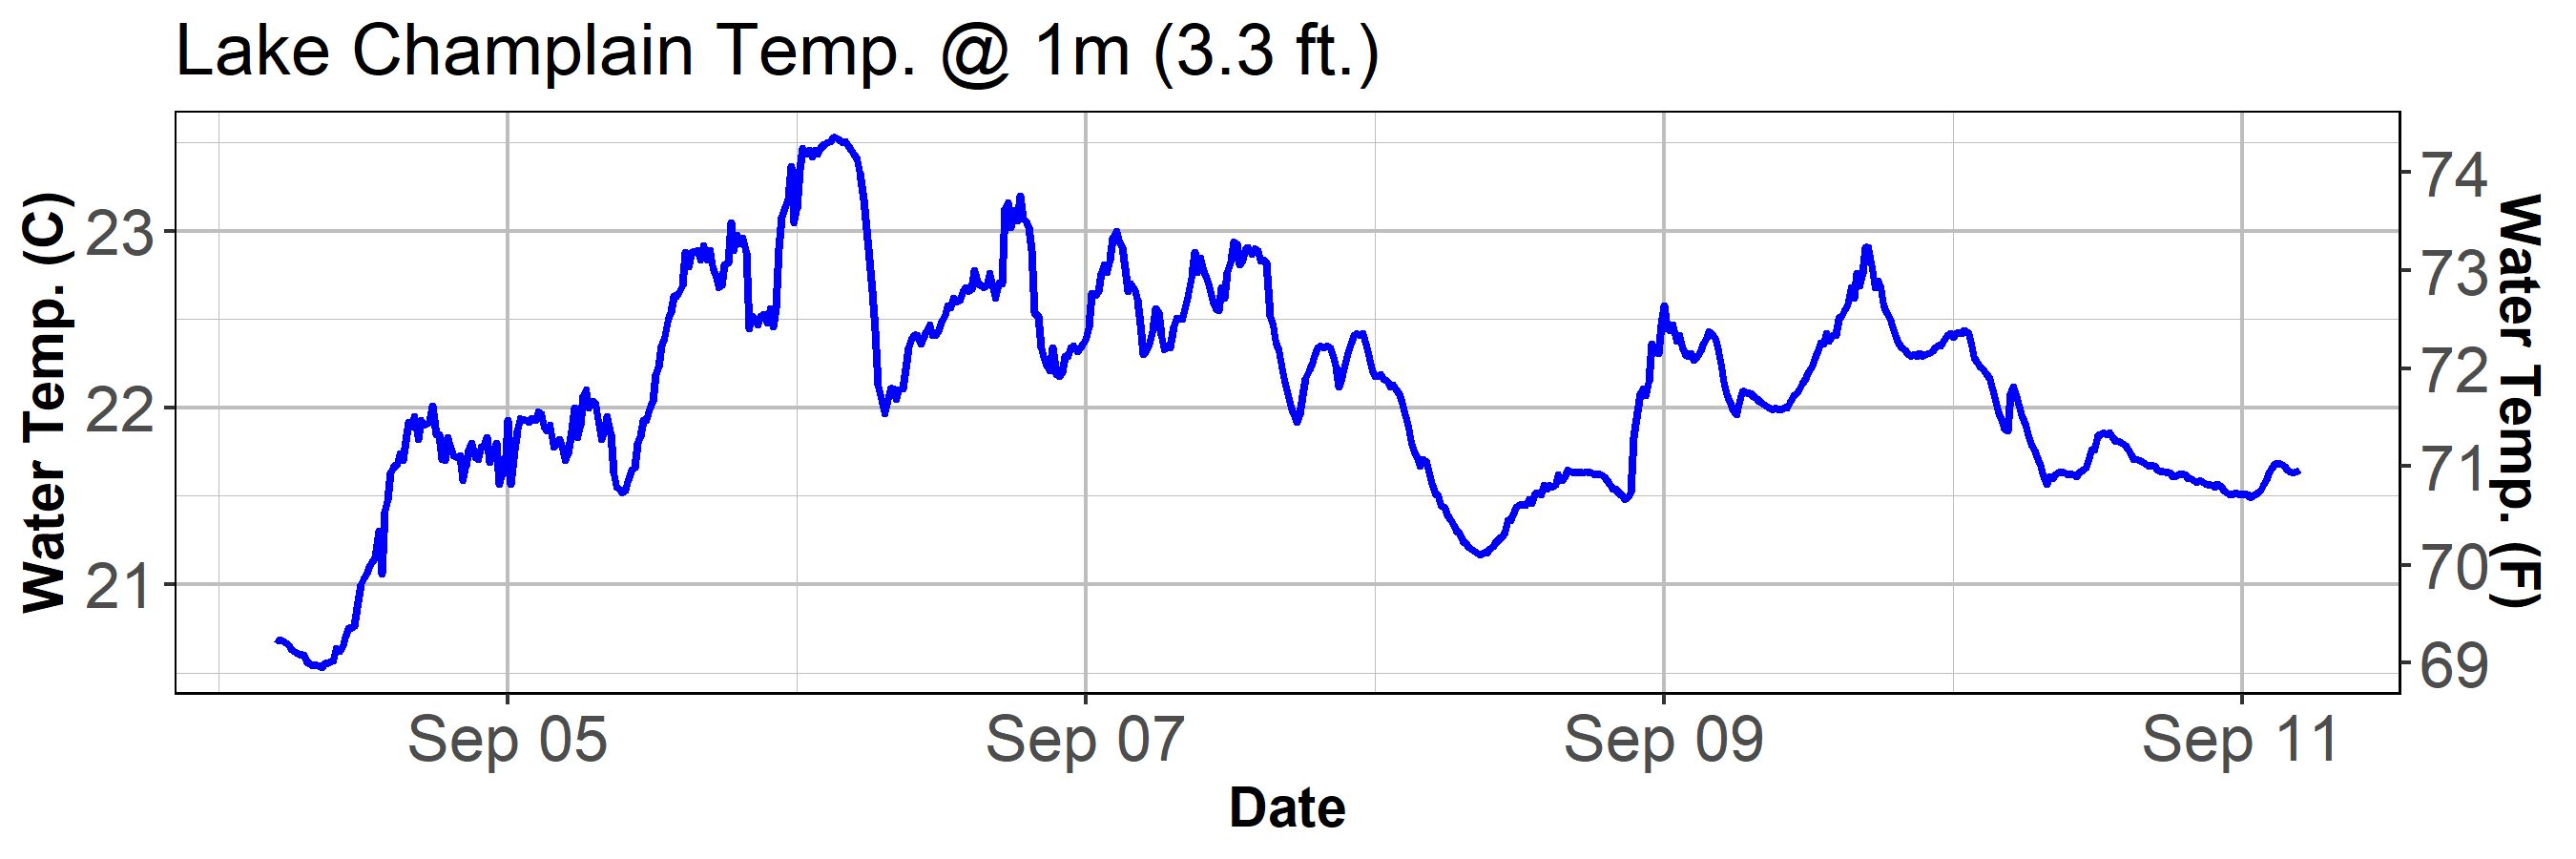 Lake Champlain Temp. @ 1m (3.3 ft.)
Water Temp. (C)
23
22
21
74
73
72
71
70
69
Water Temp. (F)
Sep 05
Sep 07
Sep 09
Sep 11
Date